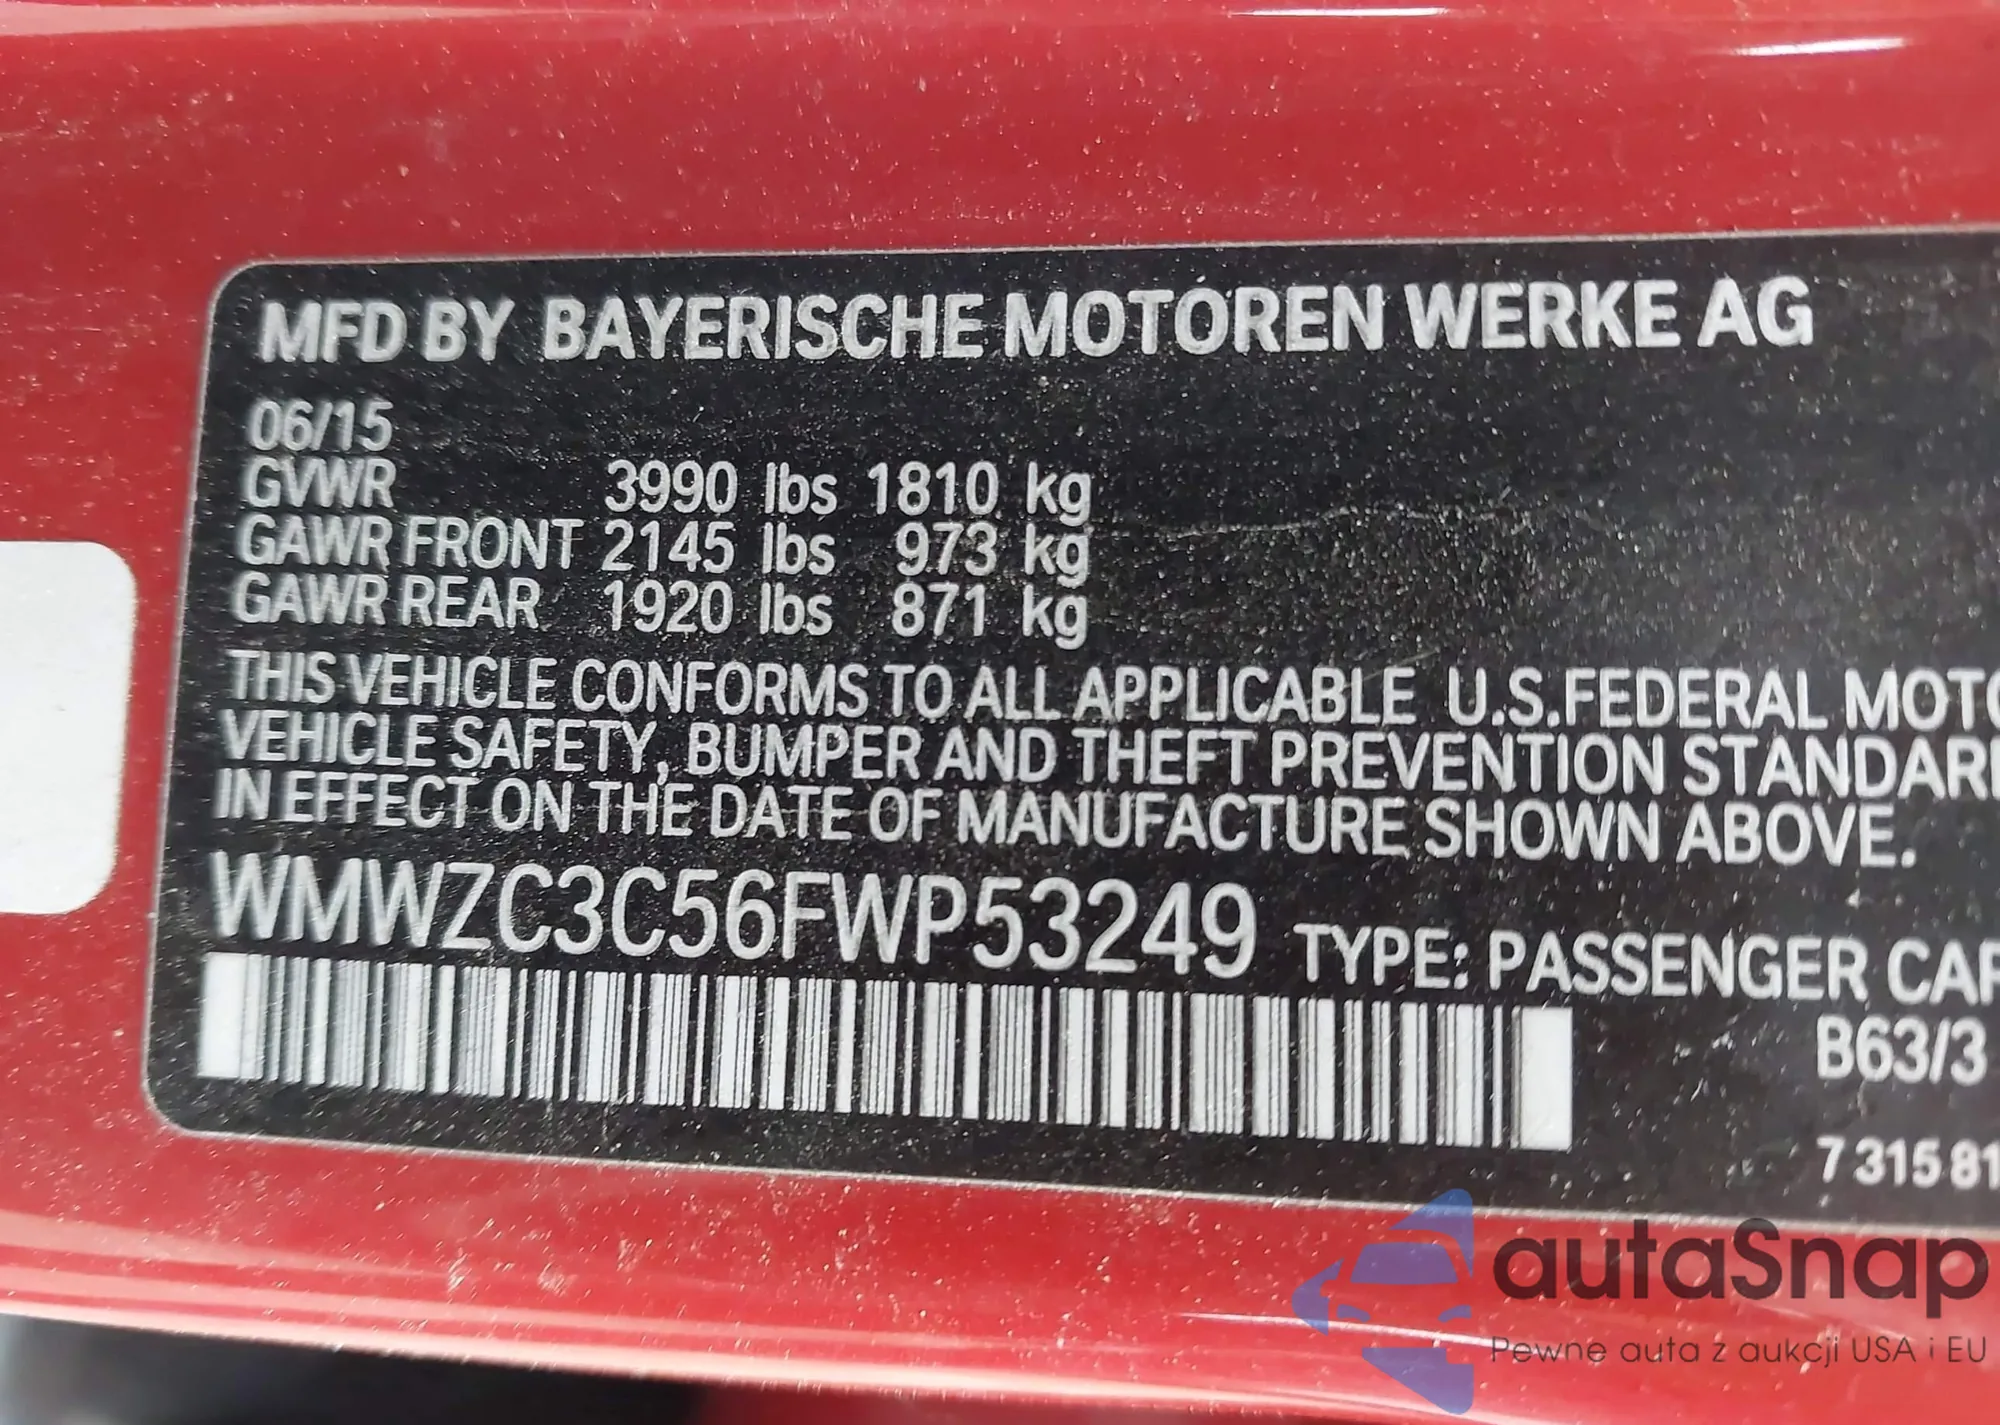 MFD BY BAYERISCHE MOTOREN WERKE AG
06/15
GVWR 3990 lbs 1810 kg
GAWR FRONT 2145 lbs 973 kg
GAWR REAR 1920 lbs 871 kg
THIS VEHICLE CONFORMS TO ALL APPLICABLE U.S.FEDERAL MOTO
VEHICLE SAFETY, BUMPER AND THEFT PREVENTION STANDAR
IN EFFECT ON THE DATE OF MANUFACTURE SHOWN ABOVE.
WMWZC3C56FWP53249 TYPE: PASSENGER CAR
B63/3
7 315 81
autaSnap
Pewne auta z aukcji USA i EU